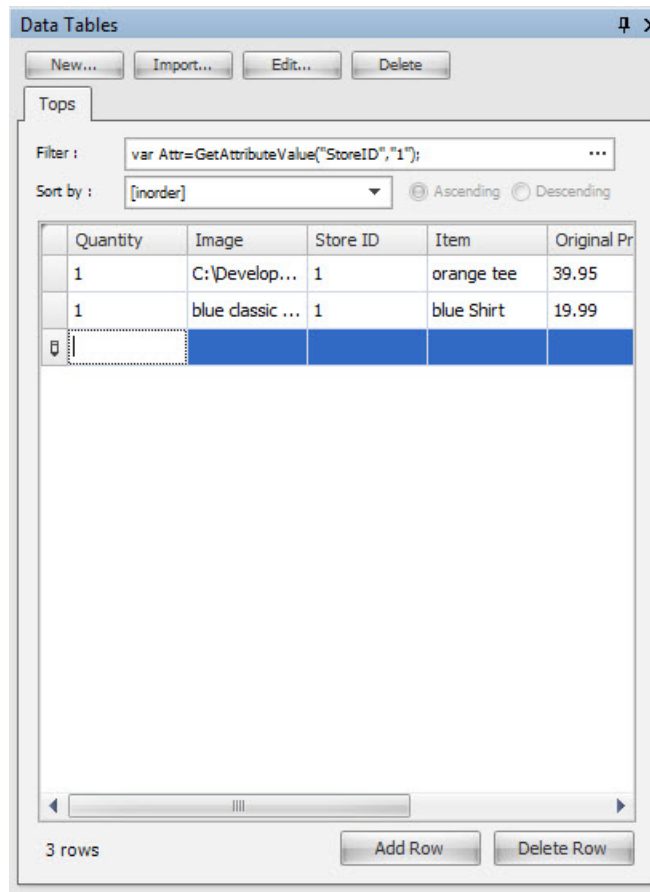 Data Tables
New... Import... Edit... Delete
Tops
Filter : var Attr=GetAttributeValue("StoreID","1"); ...
Sort by : [inorder] Ascending Descending
Quantity Image Store ID Item Original Pr
1 C:\Develop... 1 orange tee 39.95
1 blue classic ... 1 blue Shirt 19.99
3 rows Add Row Delete Row